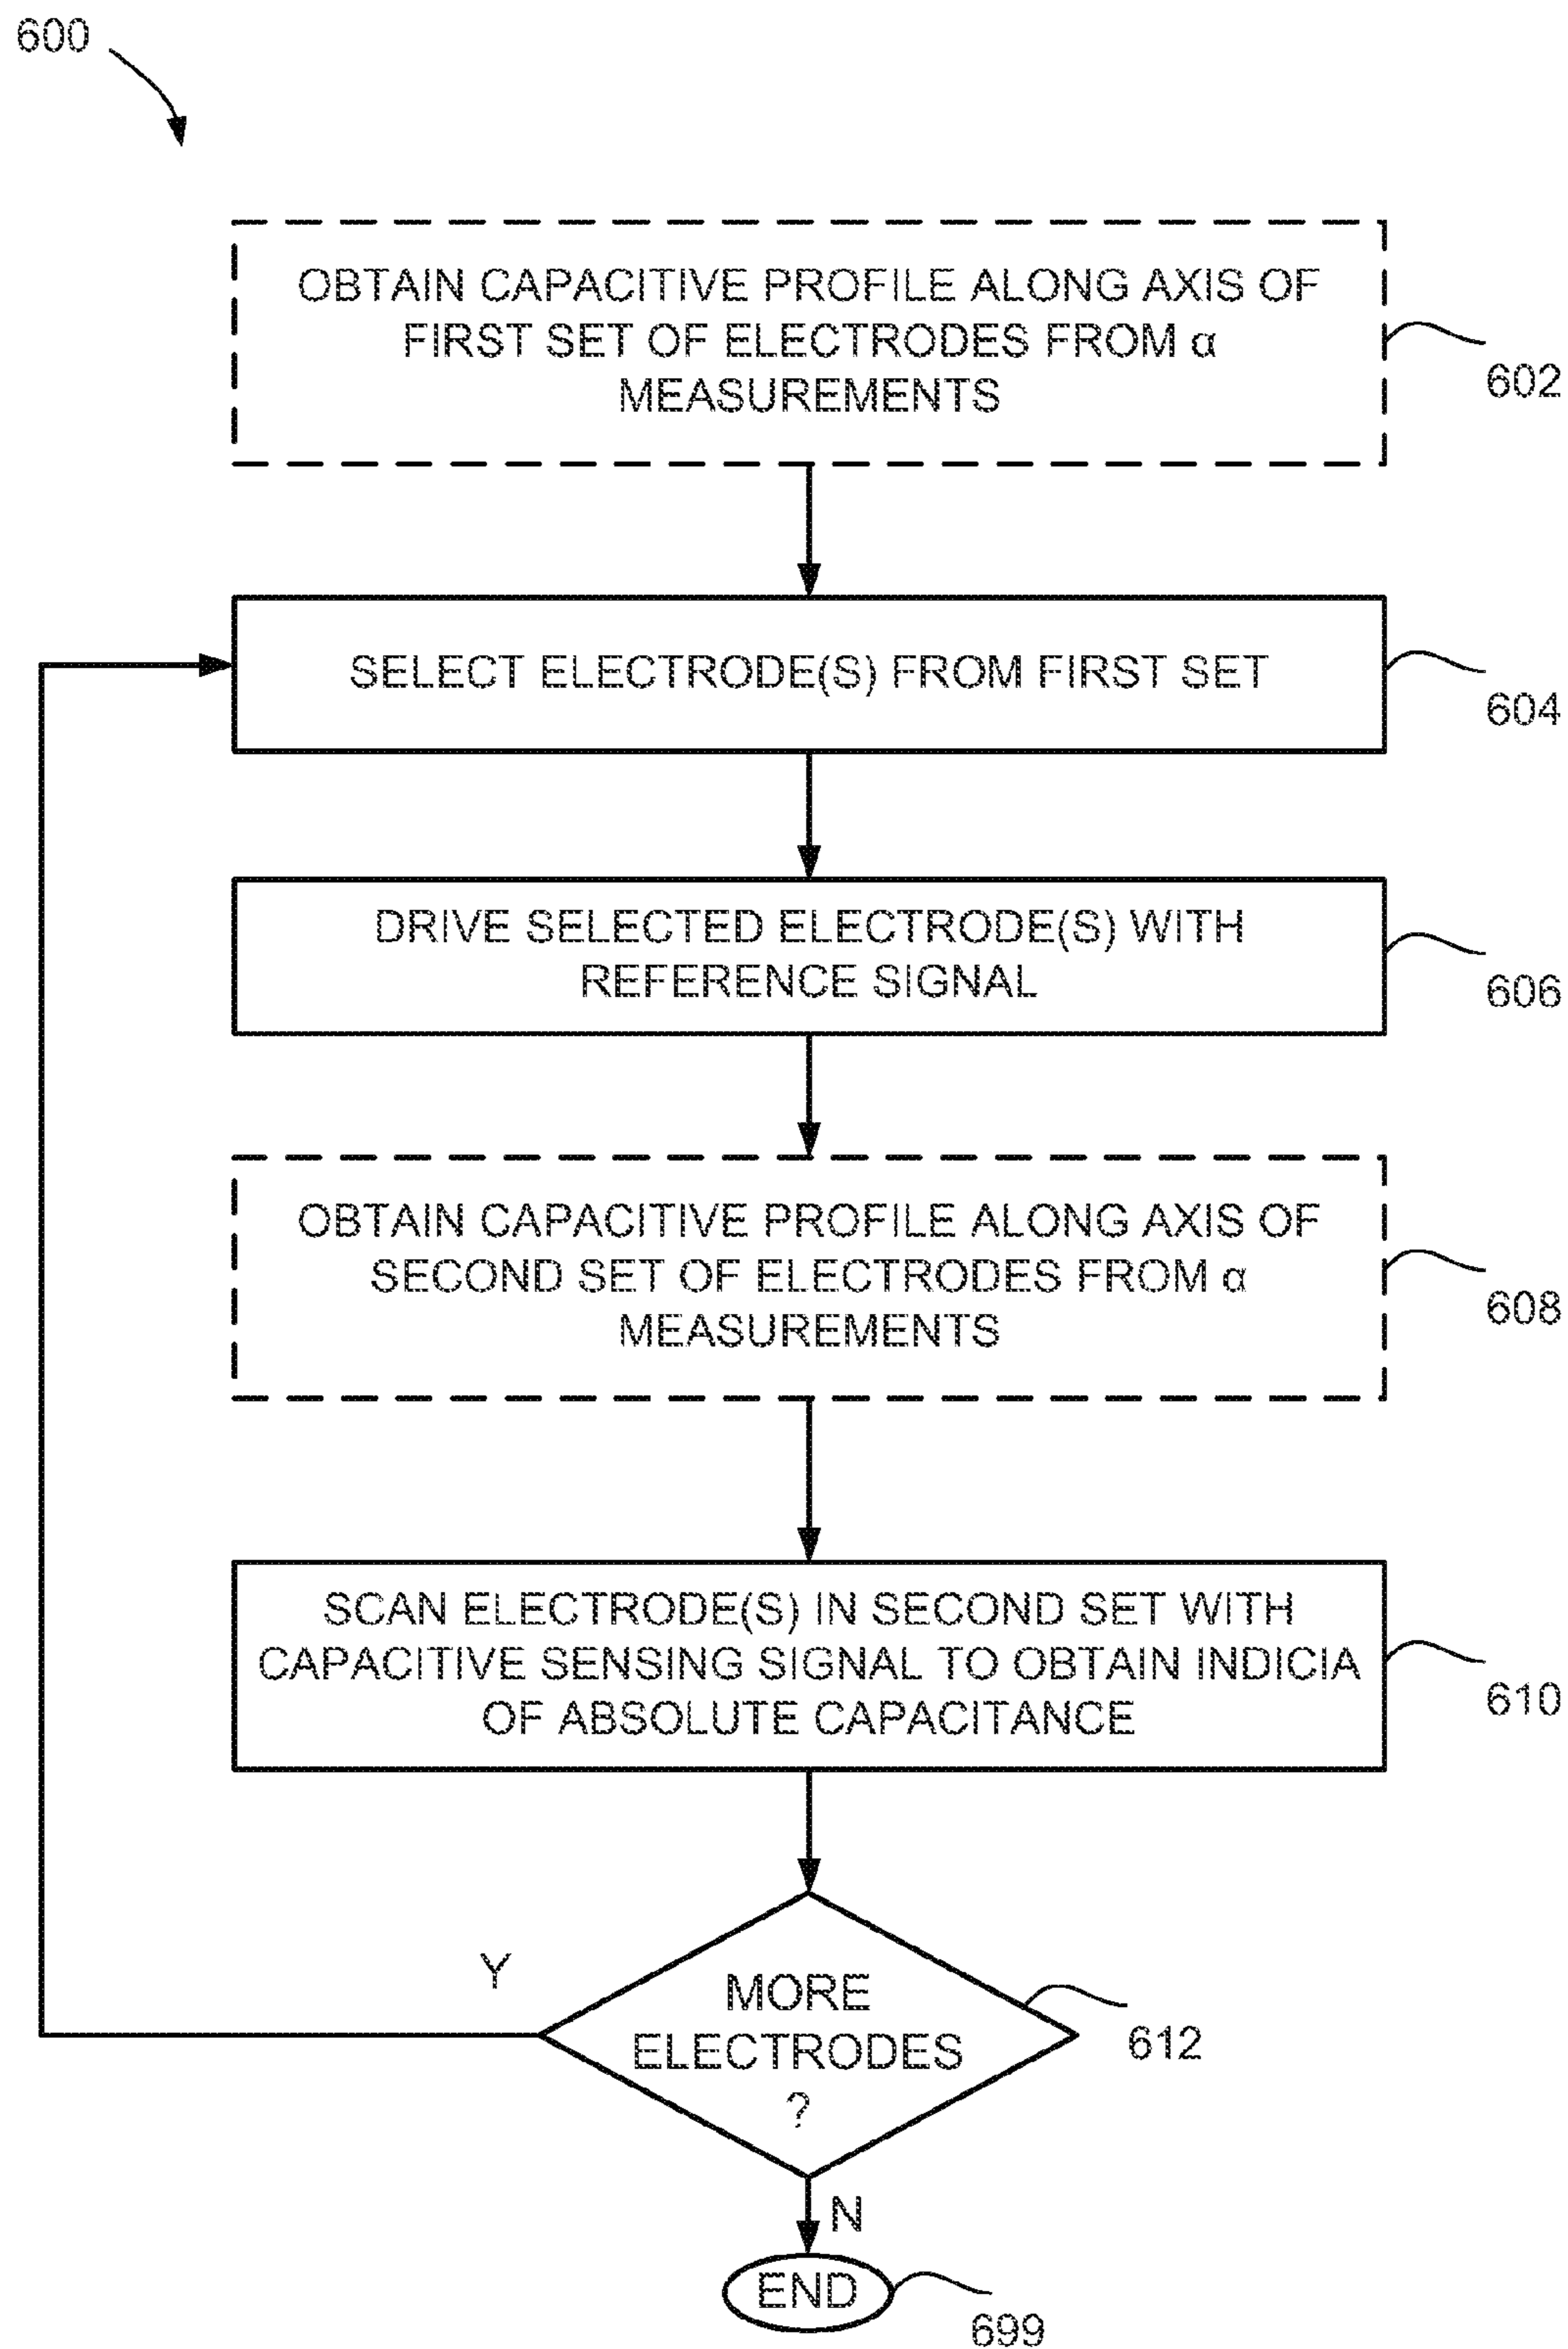 600
OBTAIN CAPACITIVE PROFILE ALONG AXIS OF
FIRST SET OF ELECTRODES FROM α
MEASUREMENTS
602
SELECT ELECTRODE(S) FROM FIRST SET
604
DRIVE SELECTED ELECTRODE(S) WITH
REFERENCE SIGNAL
606
OBTAIN CAPACITIVE PROFILE ALONG AXIS OF
SECOND SET OF ELECTRODES FROM α
MEASUREMENTS
608
SCAN ELECTRODE(S) IN SECOND SET WITH
CAPACITIVE SENSING SIGNAL TO OBTAIN INDICIA
OF ABSOLUTE CAPACITANCE
610
Y
MORE
ELECTRODES
?
612
N
END
699